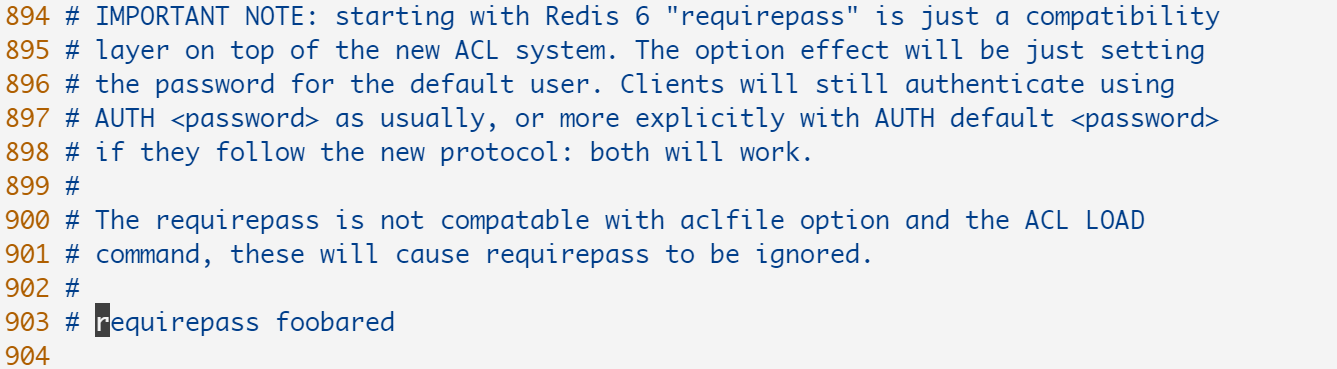 894 # IMPORTANT NOTE: starting with Redis 6 "requirepass" is just a compatibility
895 # layer on top of the new ACL system. The option effect will be just setting
896 # the password for the default user. Clients will still authenticate using
897 # AUTH <password> as usually, or more explicitly with AUTH default <password>
898 # if they follow the new protocol: both will work.
899 #
900 # The requirepass is not compatable with aclfile option and the ACL LOAD
901 # command, these will cause requirepass to be ignored.
902 #
903 # requirepass foobared
904